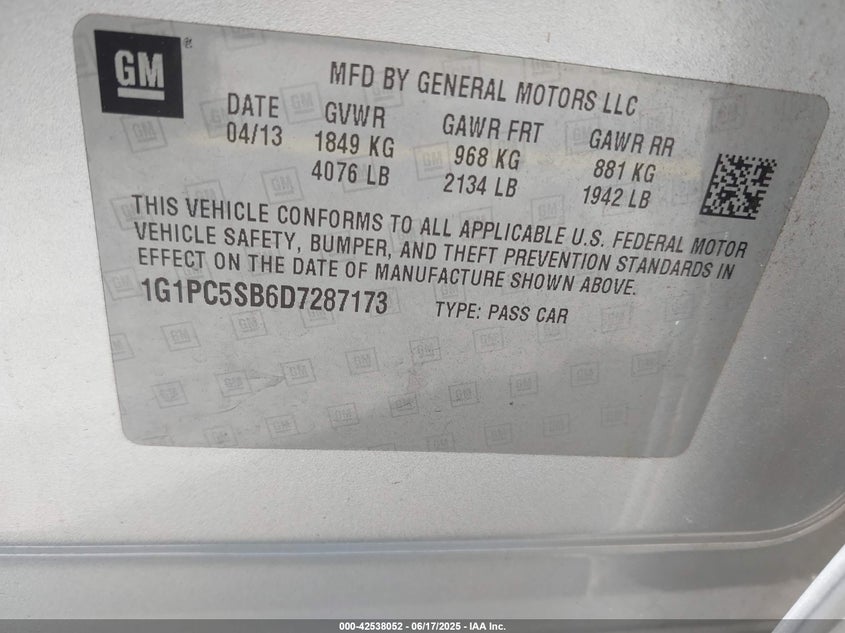 GM®
MFD BY GENERAL MOTORS LLC
DATE GVWR GAWR FRT GAWR RR
04/13 1849 KG 968 KG 881 KG
4076 LB 2134 LB 1942 LB
THIS VEHICLE CONFORMS TO ALL APPLICABLE U.S. FEDERAL MOTOR
VEHICLE SAFETY, BUMPER, AND THEFT PREVENTION STANDARDS IN
EFFECT ON THE DATE OF MANUFACTURE SHOWN ABOVE.
1G1PC5SB6D7287173 TYPE: PASS CAR
000-42538052 - 06/17/2025 - IAA Inc.